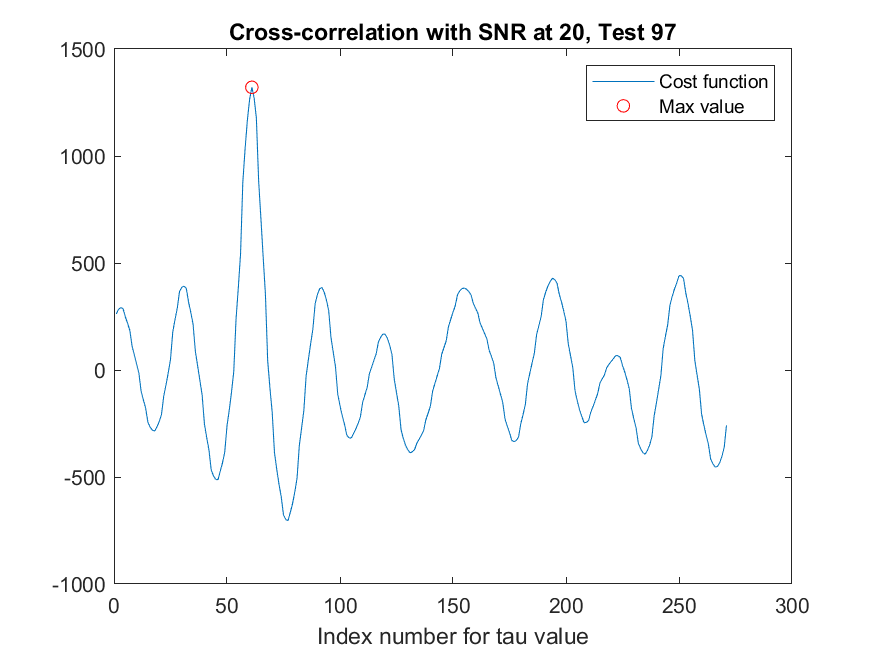 Cross-correlation with SNR at 20, Test 97
1500
1000
500
0
-500
-1000
0 50 100 150 200 250 300
Index number for tau value
Cost function
Max value